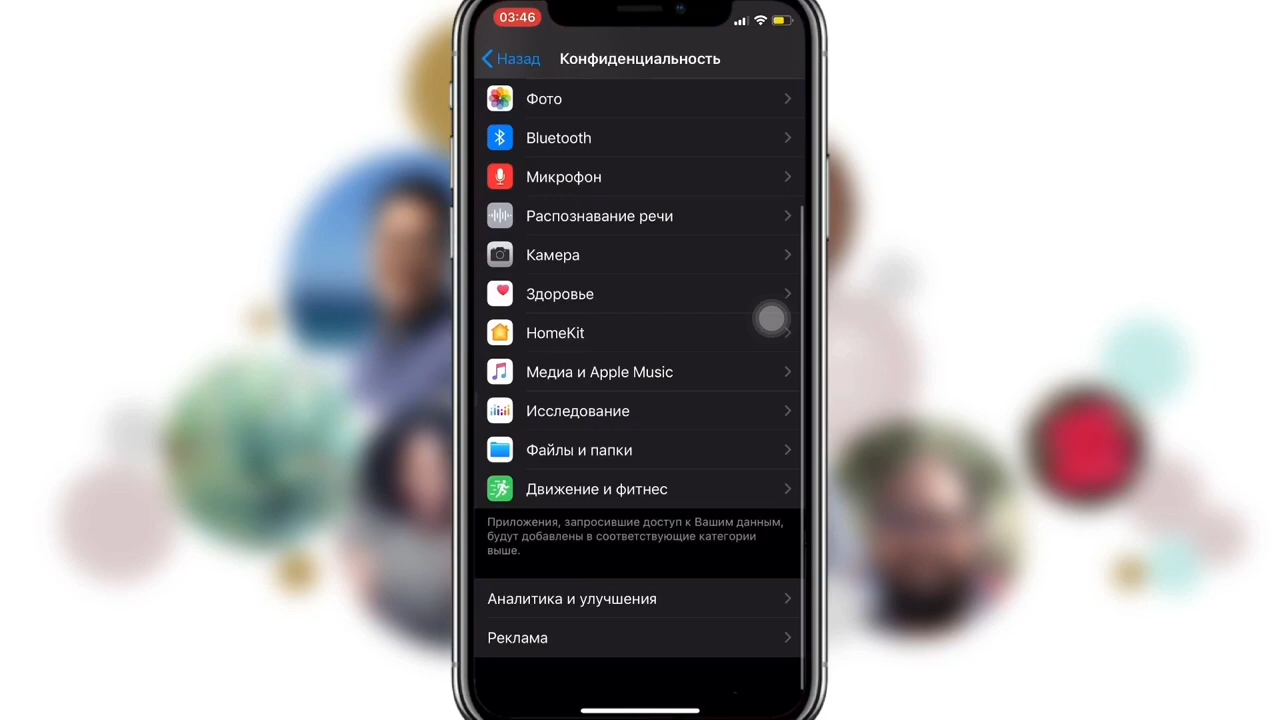 03:46
Назад
Конфиденциальность
Фото
Bluetooth
Микрофон
Распознавание речи
Камера
Здоровье
HomeKit
Медиа и Apple Music
Исследование
Файлы и папки
Движение и фитнес
Приложения, запросившие доступ к Вашим данным,
будут добавлены в соответствующие категории
выше.
Аналитика и улучшения
Реклама